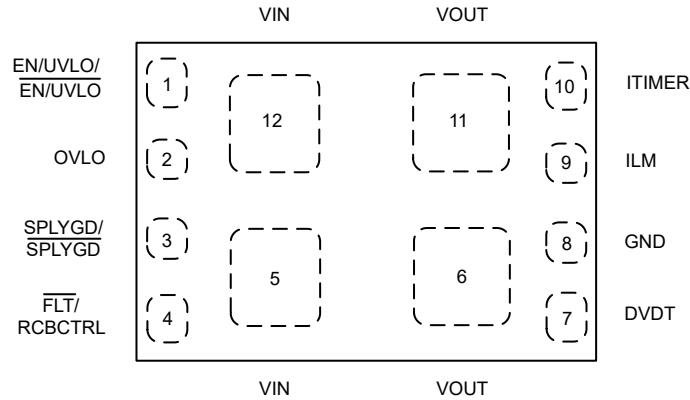 VIN VOUT
EN/UVLO/
EN/UVLO
1 12 11 10 ITIMER
OVLO 2 9 ILM
SPLYGD/
SPLYGD
3 8 GND
5 6
FLT/
RCBCTRL
4 7 DVDT
VIN VOUT